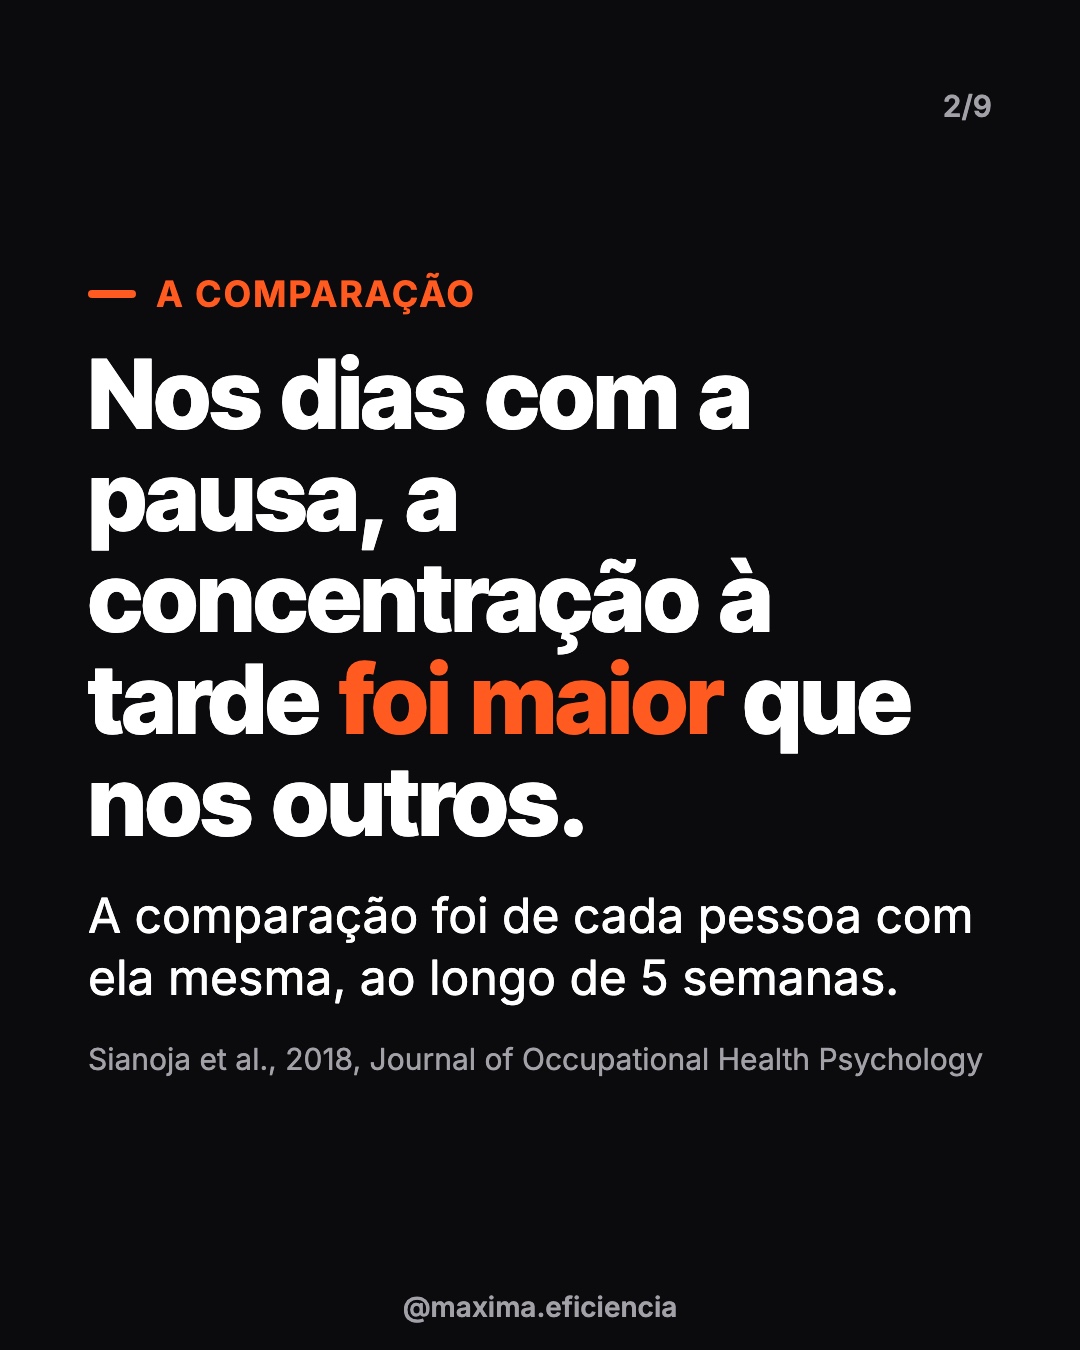 2/9
A COMPARAÇÃO
Nos dias com a
pausa, a
concentração à
tarde foi maior que
nos outros.
A comparação foi de cada pessoa com
ela mesma, ao longo de 5 semanas.
Sianoja et al., 2018, Journal of Occupational Health Psychology
@maxima.eficiencia